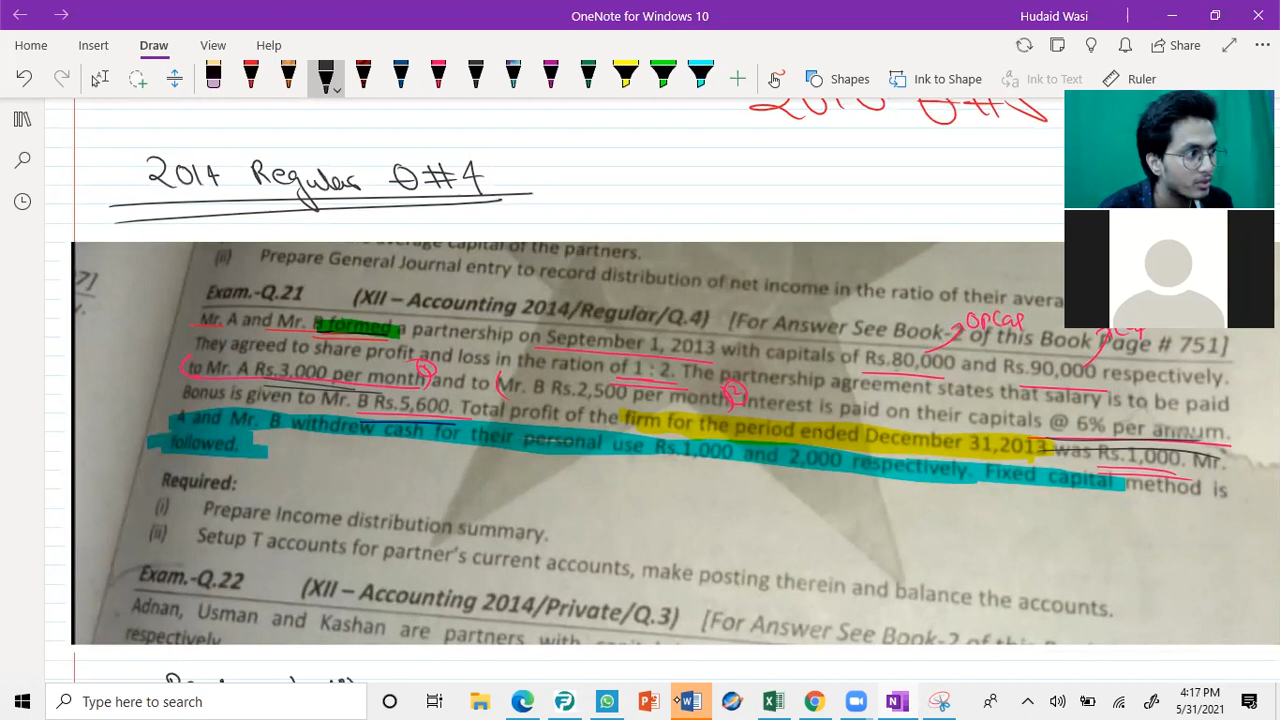 OneNote for Windows 10
Hudaid Wasi
Home Insert Draw View Help
Share
Shapes Ink to Shape Ink to Text Ruler
2014 Regular Q#4
average capital of the partners.
(ii) Prepare General Journal entry to record distribution of net income in the ratio of their avera
Exam.-Q.21 (XII – Accounting 2014/Regular/Q.4) [For Answer See Book-2 of this Book Page # 751]
opcap
Mr. A and Mr. B formed a partnership on September 1, 2013 with capitals of Rs.80,000 and Rs.90,000 respectively.
They agreed to share profit and loss in the ratio of 1 : 2. The partnership agreement states that salary is to be paid
to Mr. A Rs.3,000 per month and to Mr. B Rs.2,500 per month, Interest is paid on their capitals @ 6% per annum.
1 2
Bonus is given to Mr. B Rs.5,600. Total profit of the firm for the period ended December 31,2013 was Rs.1,000. Mr.
A and Mr. B withdrew cash for their personal use Rs.1,000 and 2,000 respectively. Fixed capital method is
followed.
Required:
(i) Prepare Income distribution summary.
(ii) Setup T accounts for partner's current accounts, make posting therein and balance the accounts.
Exam.-Q.22 (XII – Accounting 2014/Private/Q.3) [For Answer See Book-2 of this
Adnan, Usman and Kashan are partners with
respectively
Type here to search
4:17 PM
5/31/2021